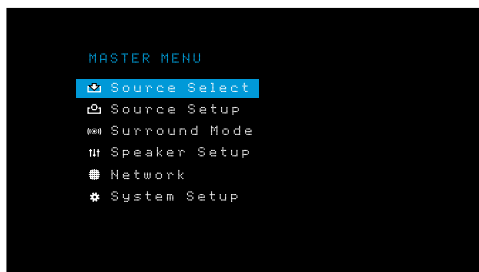 MASTER MENU
Source Select
Source Setup
Surround Mode
Speaker Setup
Network
System Setup